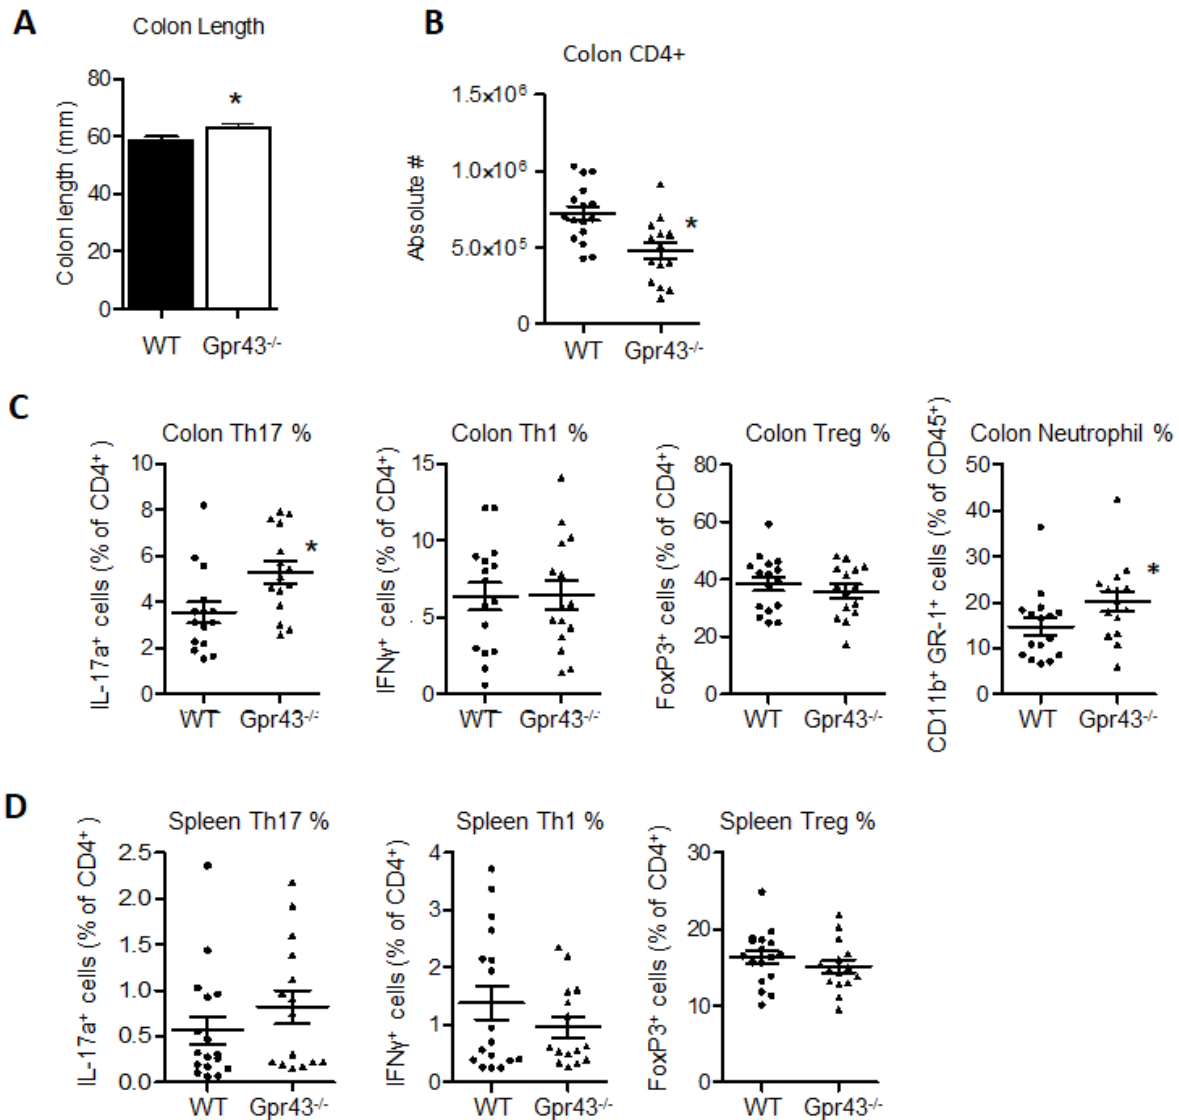 A
Colon Length
Colon length (mm)
80
60
40
20
0
*
WT
Gpr43-/-
B
Colon CD4+
Absolute #
1.5x10⁶
1.0x10⁶
5.0x10⁵
0
*
WT
Gpr43-/-
C
Colon Th17 %
IL-17a⁺ cells (% of CD4⁺)
10
8
6
4
2
0
*
WT
Gpr43-/-
Colon Th1 %
IFNγ⁺ cells (% of CD4⁺)
15
10
5
0
WT
Gpr43-/-
Colon Treg %
FoxP3⁺ cells (% of CD4⁺)
80
60
40
20
0
WT
Gpr43-/-
Colon Neutrophil %
CD11b⁺ GR-1⁺ cells (% of CD45⁺)
50
40
30
20
10
0
*
WT
Gpr43-/-
D
Spleen Th17 %
IL-17a⁺ cells (% of CD4⁺)
2.5
2.0
1.5
1.0
0.5
0.0
WT
Gpr43-/-
Spleen Th1 %
IFNγ⁺ cells (% of CD4⁺)
4
3
2
1
0
WT
Gpr43-/-
Spleen Treg %
FoxP3⁺ cells (% of CD4⁺)
30
20
10
0
WT
Gpr43-/-